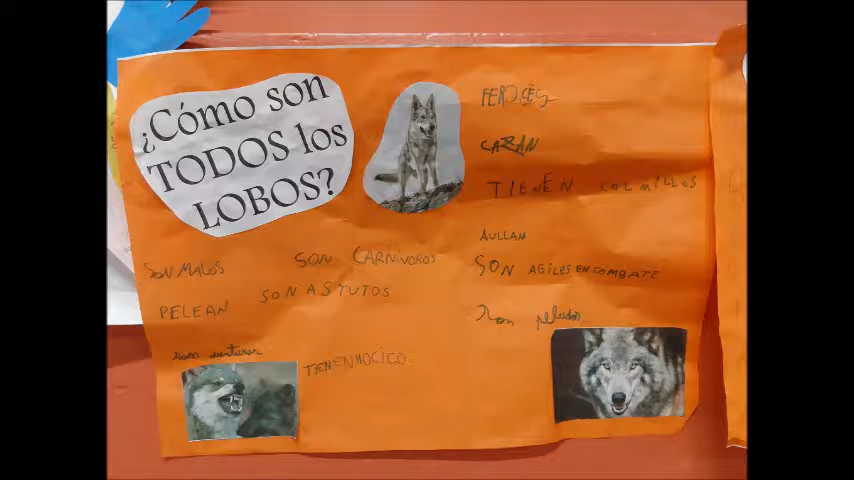 ¿Cómo son
TODOS los
LOBOS?
SON MALOS
SON CARNIVOROS
PELEAN
SON ASTUTOS
TIENEN HOCICO
FEROSES
CAZAN
TIENEN COLMILLOS
AULLAN
SON AGILES EN COMBATE
Son peludos